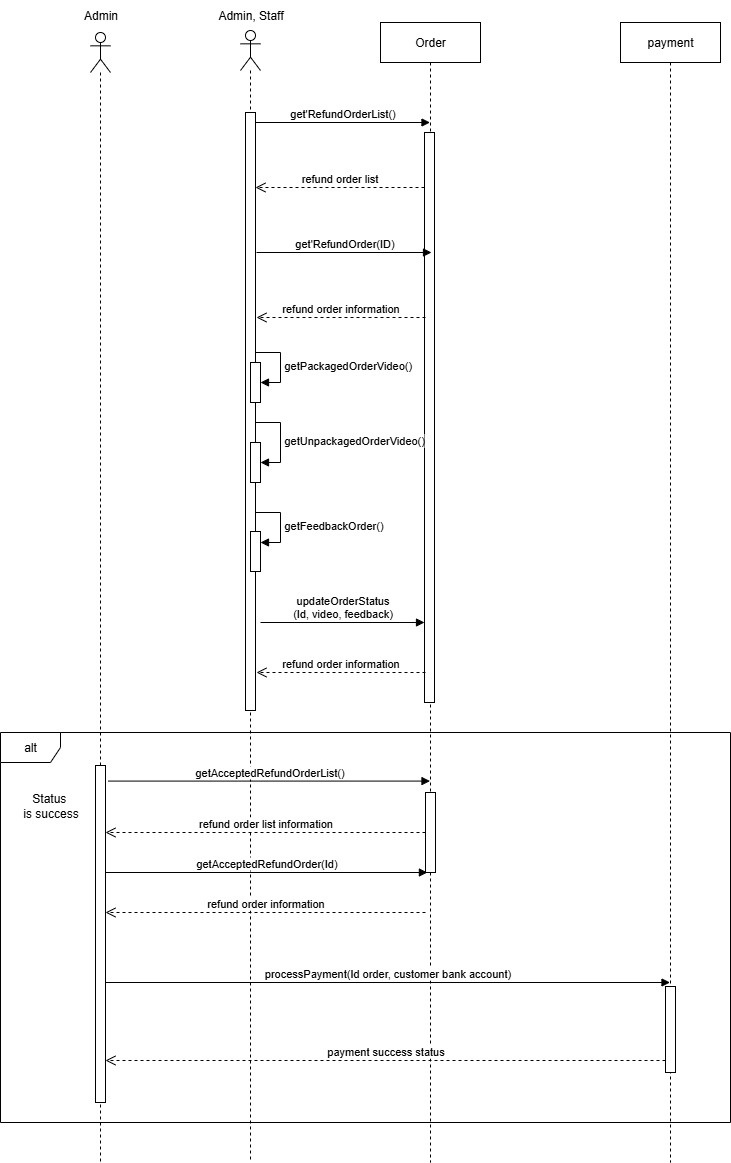 Admin
Admin, Staff
Order
payment
get'RefundOrderList()
refund order list
get'RefundOrder(ID)
refund order information
getPackagedOrderVideo()
getUnpackagedOrderVideo()
getFeedbackOrder()
updateOrderStatus
(Id, video, feedback)
refund order information
alt
getAcceptedRefundOrderList()
Status
is success
refund order list information
getAcceptedRefundOrder(Id)
refund order information
processPayment(Id order, customer bank account)
payment success status